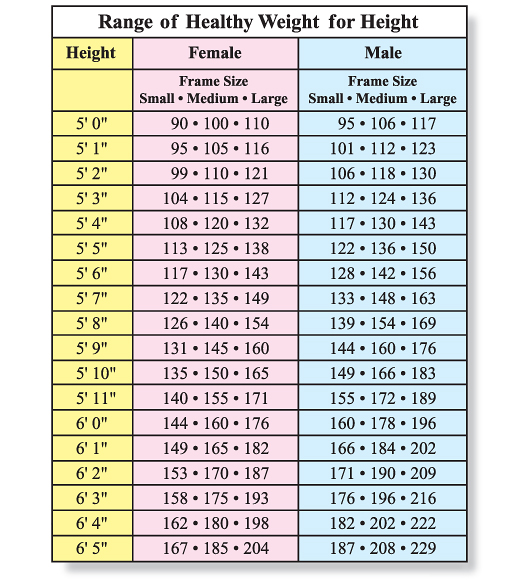 Range of Healthy Weight for Height
Height Female Male
Frame Size Frame Size
Small • Medium • Large Small • Medium • Large
5' 0" 90 • 100 • 110 95 • 106 • 117
5' 1" 95 • 105 • 116 101 • 112 • 123
5' 2" 99 • 110 • 121 106 • 118 • 130
5' 3" 104 • 115 • 127 112 • 124 • 136
5' 4" 108 • 120 • 132 117 • 130 • 143
5' 5" 113 • 125 • 138 122 • 136 • 150
5' 6" 117 • 130 • 143 128 • 142 • 156
5' 7" 122 • 135 • 149 133 • 148 • 163
5' 8" 126 • 140 • 154 139 • 154 • 169
5' 9" 131 • 145 • 160 144 • 160 • 176
5' 10" 135 • 150 • 165 149 • 166 • 183
5' 11" 140 • 155 • 171 155 • 172 • 189
6' 0" 144 • 160 • 176 160 • 178 • 196
6' 1" 149 • 165 • 182 166 • 184 • 202
6' 2" 153 • 170 • 187 171 • 190 • 209
6' 3" 158 • 175 • 193 176 • 196 • 216
6' 4" 162 • 180 • 198 182 • 202 • 222
6' 5" 167 • 185 • 204 187 • 208 • 229